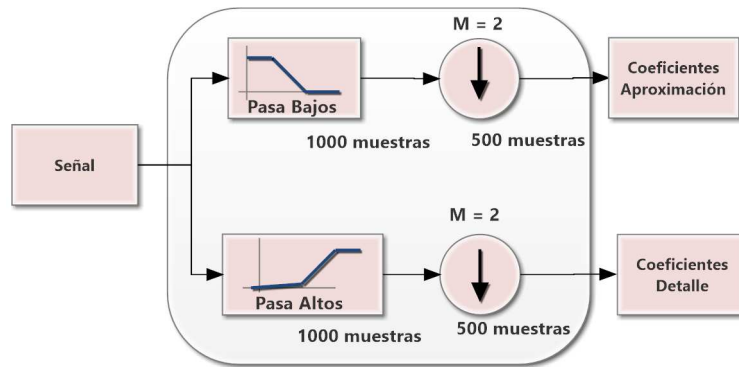 M = 2
Pasa Bajos
Coeficientes
Aproximación
1000 muestras
500 muestras
Señal
M = 2
Pasa Altos
Coeficientes
Detalle
1000 muestras
500 muestras